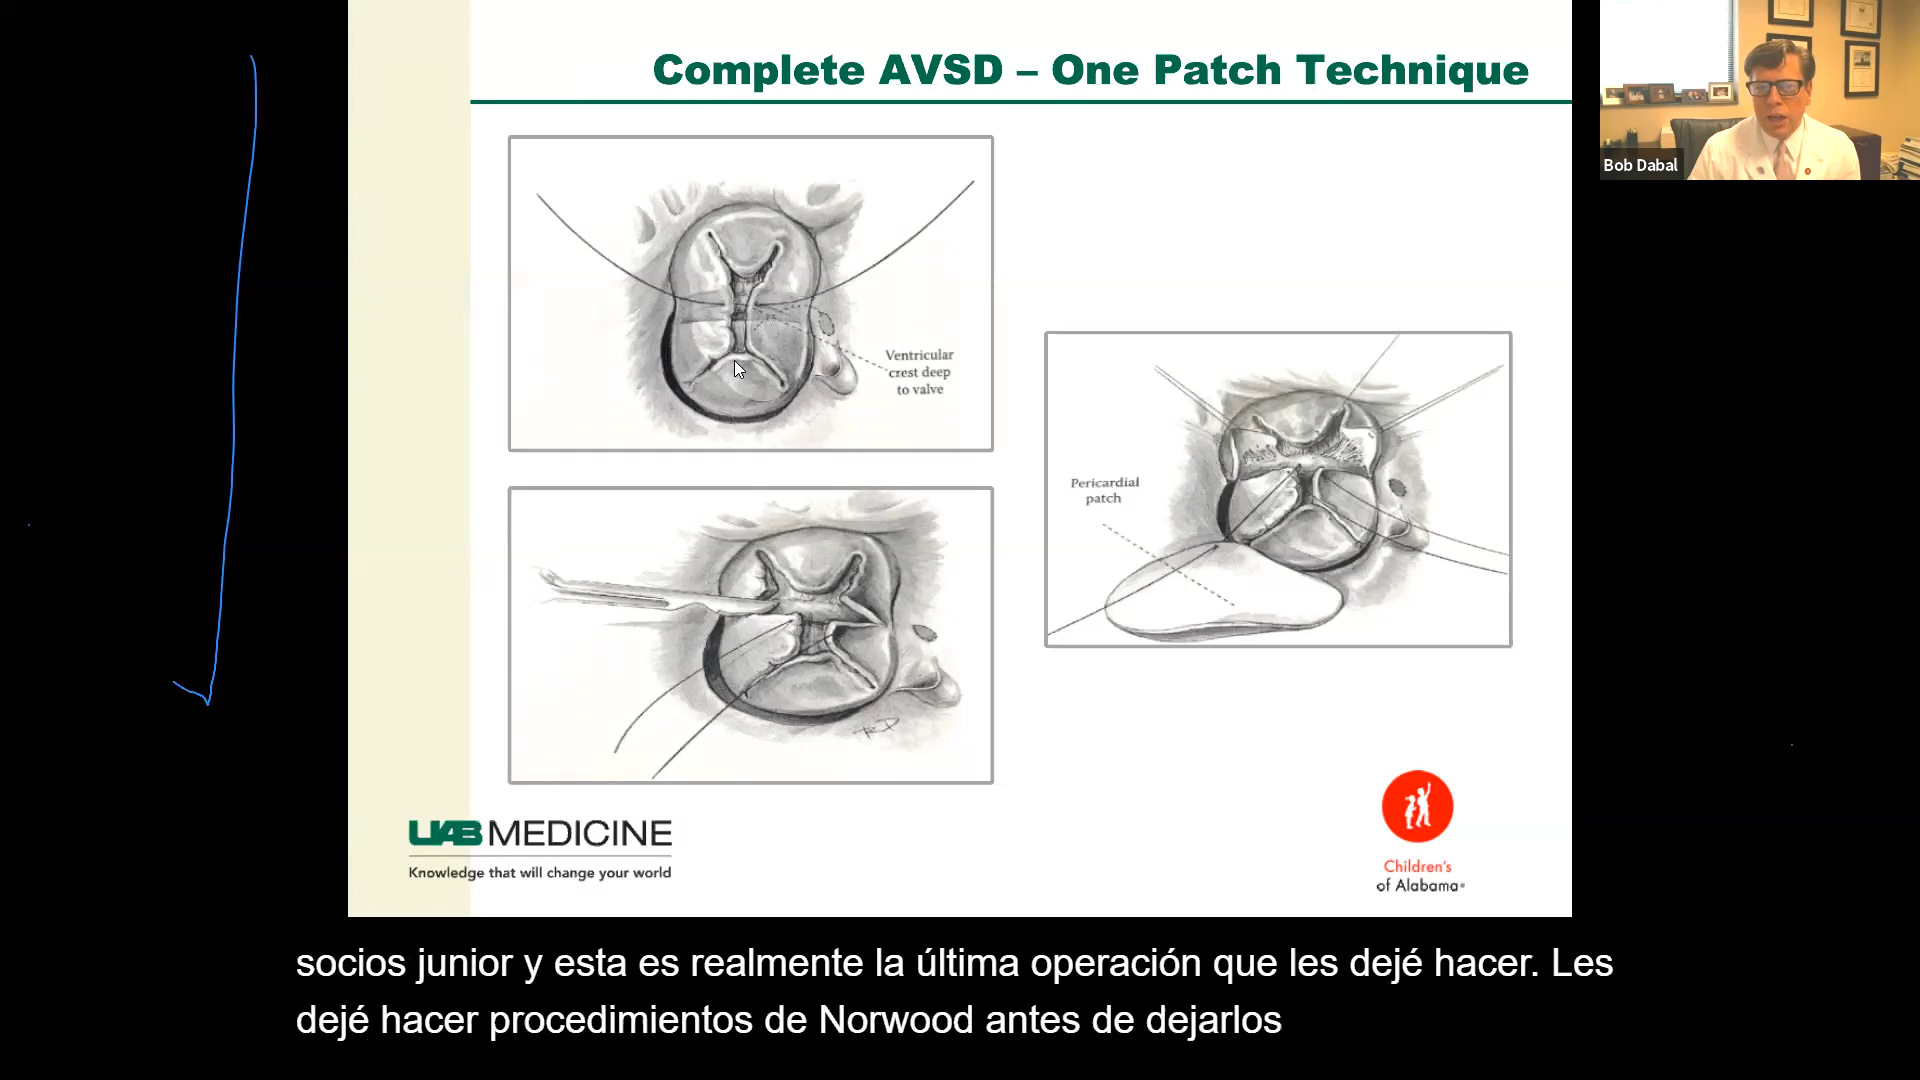 Complete AVSD – One Patch Technique
Bob Dabal
Ventricular
crest deep
to valve
Pericardial
patch
UAB MEDICINE
Knowledge that will change your world
Children's
of Alabama
socios junior y esta es realmente la última operación que les dejé hacer. Les
dejé hacer procedimientos de Norwood antes de dejarlos